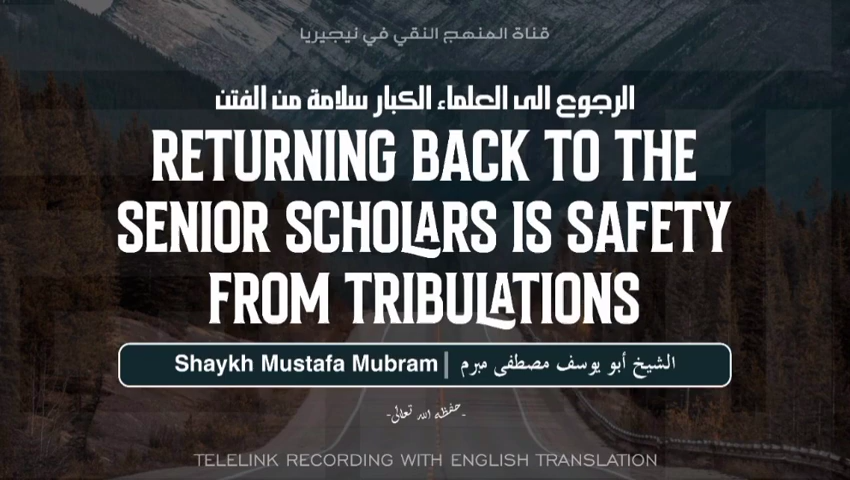 قناة المنهج النقي في نيجيريا
الرجوع الى العلماء الكبار سلامة من الفتن
RETURNING BACK TO THE
SENIOR SCHOLARS IS SAFETY
FROM TRIBULATIONS
Shaykh Mustafa Mubram | الشيخ أبو يوسف مصطفى مبرم
-حفظه الله تعالى-
TELELINK RECORDING WITH ENGLISH TRANSLATION